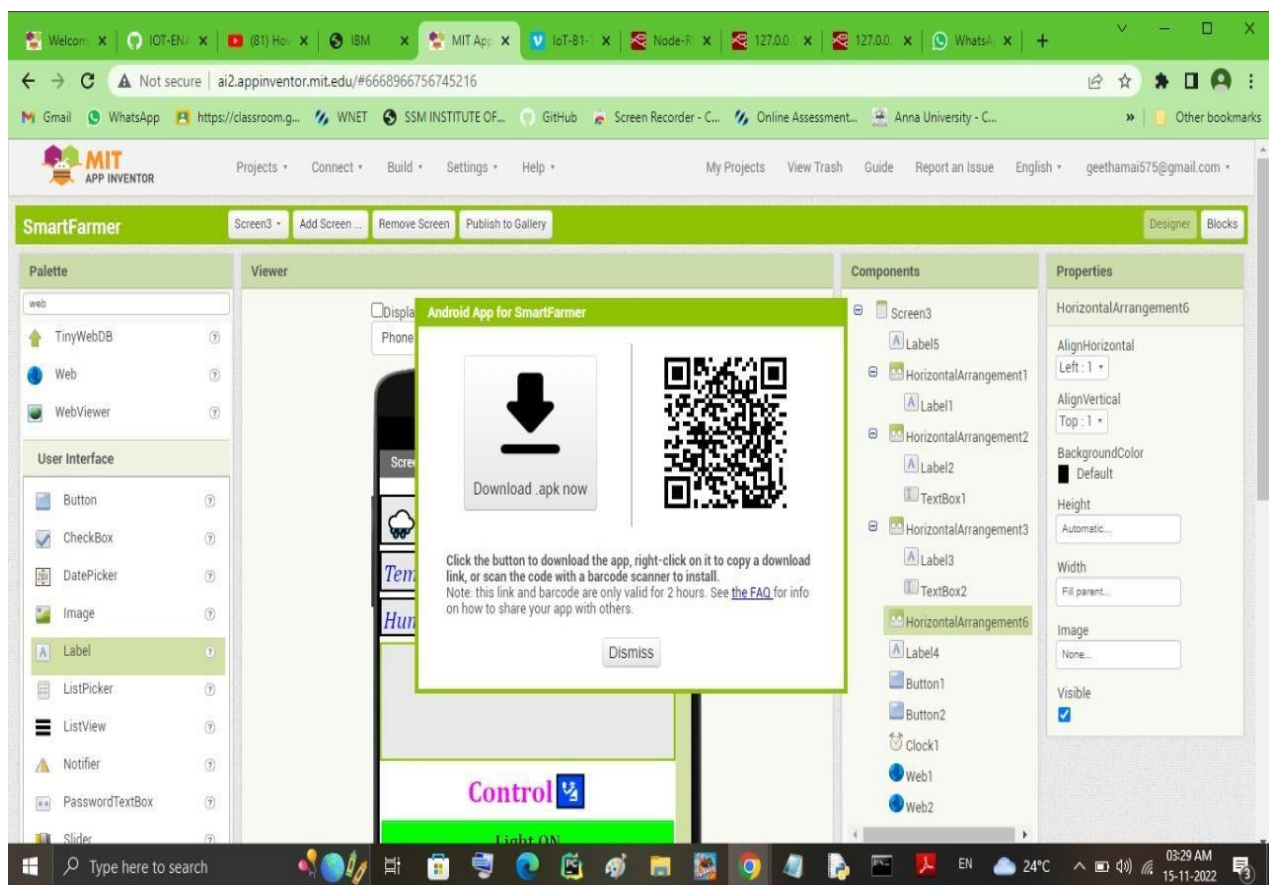 Welcom
IOT-EN
(81) Hov
IBM
MIT App
IoT-B1-
Node-R
127.0.0.
127.0.0.
WhatsA
Not secure | ai2.appinventor.mit.edu/#6668966756745216
Gmail WhatsApp https://classroom.g... WNET SSM INSTITUTE OF... GitHub Screen Recorder - C... Online Assessment... Anna University - C... » Other bookmarks
MIT
APP INVENTOR
Projects Connect Build Settings Help My Projects View Trash Guide Report an Issue English geethamai575@gmail.com
SmartFarmer Screen3 Add Screen ... Remove Screen Publish to Gallery Designer Blocks
Palette
web
TinyWebDB
Web
WebViewer
User Interface
Button
CheckBox
DatePicker
Image
Label
ListPicker
ListView
Notifier
PasswordTextBox
Slider
Viewer
Displa
Phone
Scree
Tem
Hun
Control
Light ON
Android App for SmartFarmer
Download .apk now
Click the button to download the app, right-click on it to copy a download
link, or scan the code with a barcode scanner to install.
Note: this link and barcode are only valid for 2 hours. See the FAQ for info
on how to share your app with others.
Dismiss
Components
Screen3
Label5
HorizontalArrangement1
Label1
HorizontalArrangement2
Label2
TextBox1
HorizontalArrangement3
Label3
TextBox2
HorizontalArrangement6
Label4
Button1
Button2
Clock1
Web1
Web2
Properties
HorizontalArrangement6
AlignHorizontal
Left : 1
AlignVertical
Top : 1
BackgroundColor
Default
Height
Automatic...
Width
Fill parent...
Image
None...
Visible
Type here to search
EN
24°C
03:29 AM
15-11-2022
3